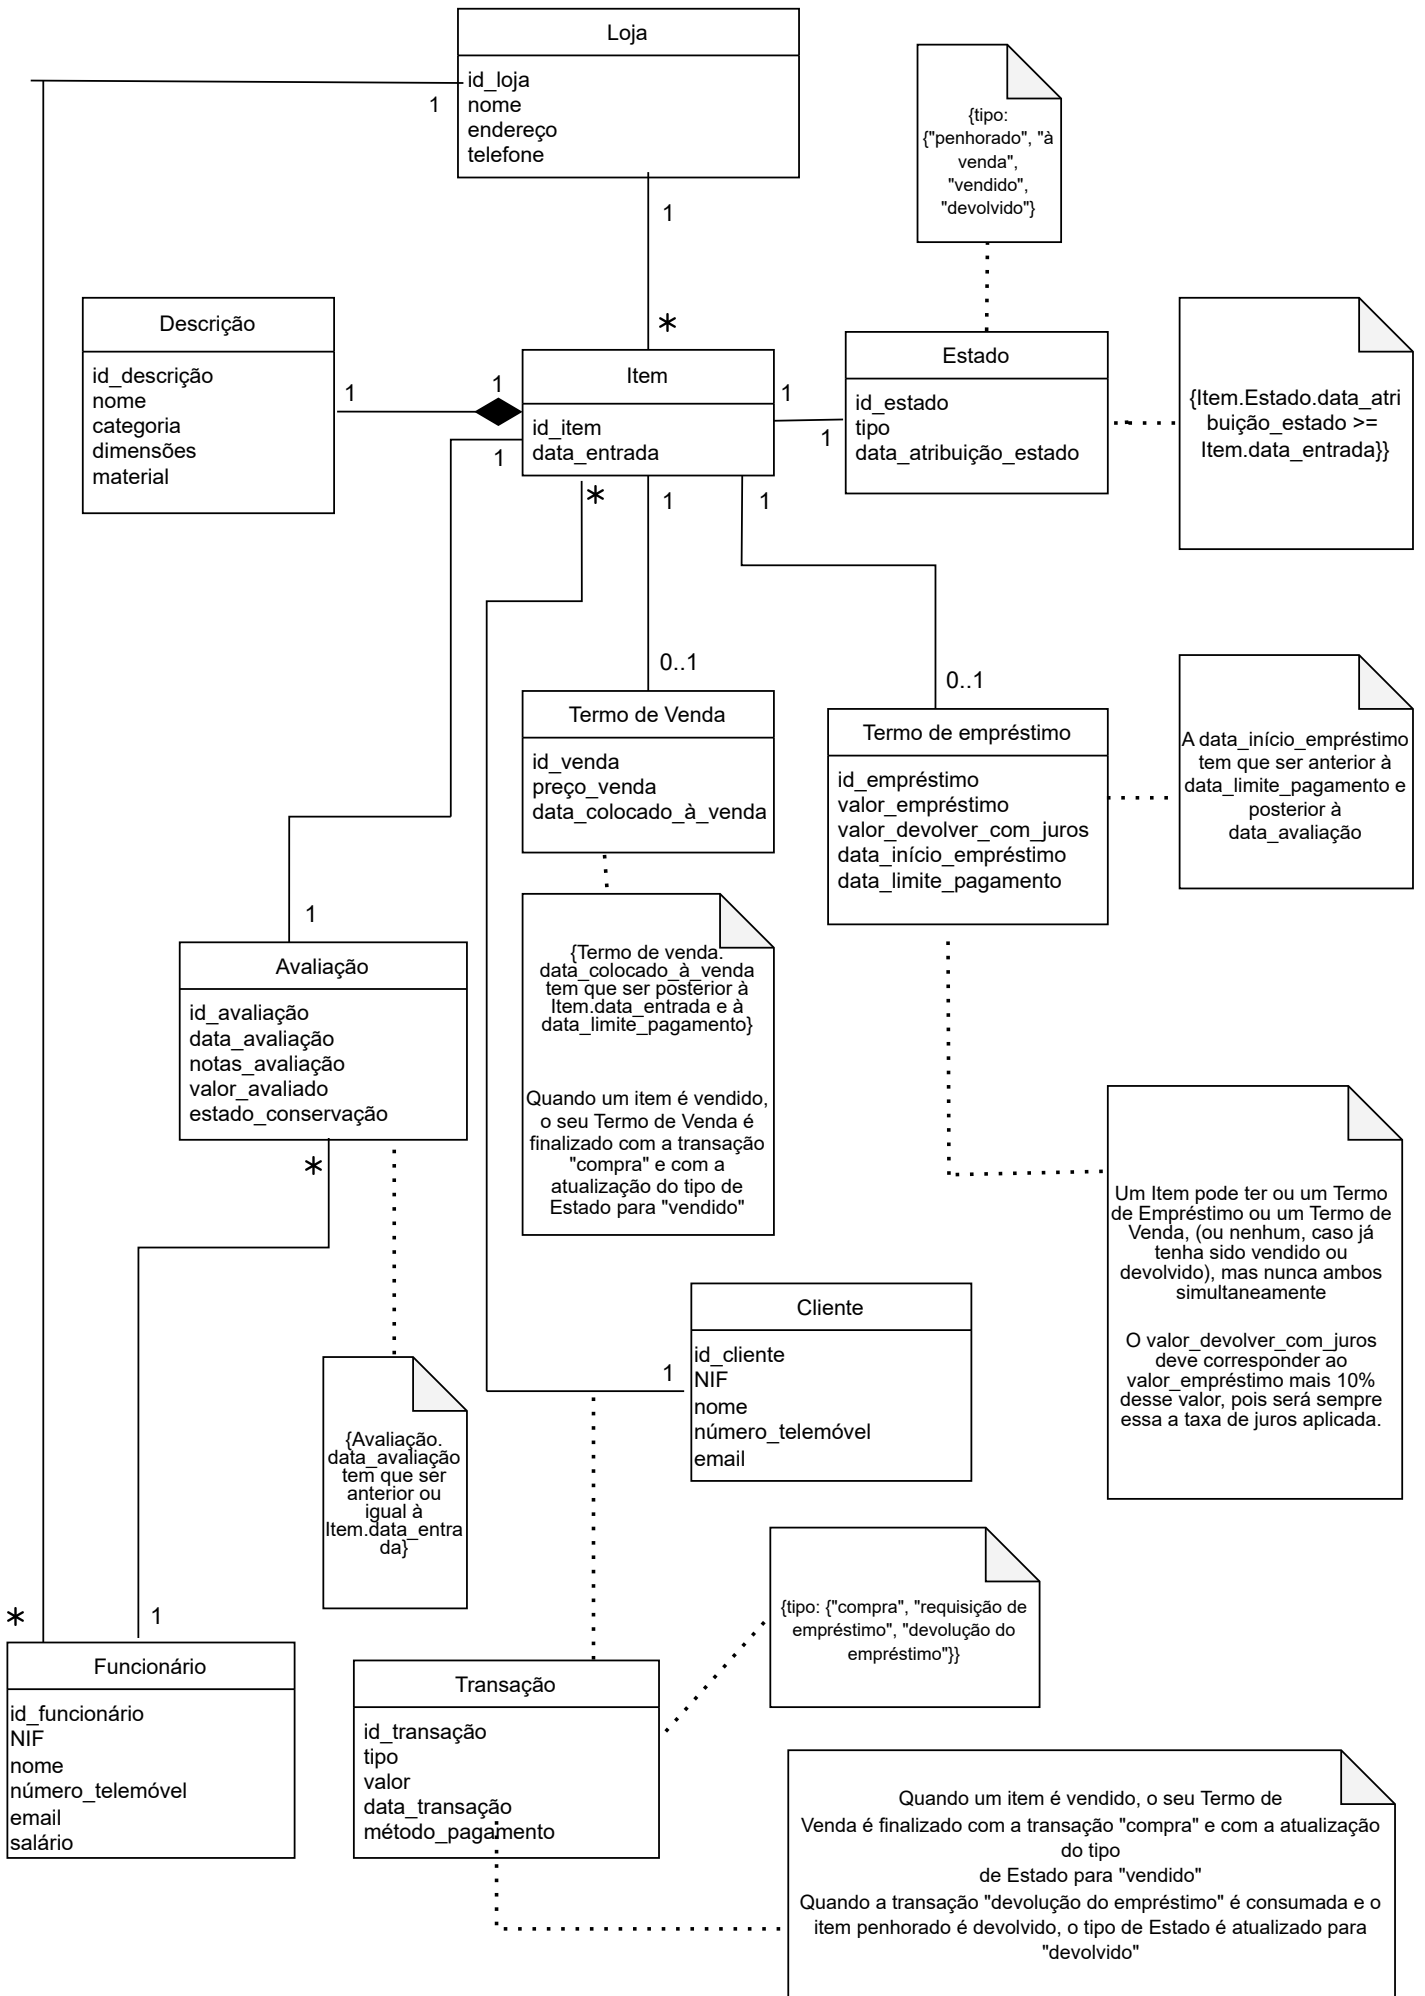 Loja
id_loja
nome
endereço
telefone
1
1
*
{tipo:
{"penhorado", "à
venda",
"vendido",
"devolvido"}
Descrição
id_descrição
nome
categoria
dimensões
material
1
1
Item
id_item
data_entrada
1
1
Estado
id_estado
tipo
data_atribuição_estado
{Item.Estado.data_atri
buição_estado >=
Item.data_entrada}}
1
*
1
1
0..1
0..1
Termo de Venda
id_venda
preço_venda
data_colocado_à_venda
Termo de empréstimo
id_empréstimo
valor_empréstimo
valor_devolver_com_juros
data_início_empréstimo
data_limite_pagamento
A data_início_empréstimo
tem que ser anterior à
data_limite_pagamento e
posterior à
data_avaliação
1
Avaliação
id_avaliação
data_avaliação
notas_avaliação
valor_avaliado
estado_conservação
*
{Termo de venda.
data_colocado_à_venda
tem que ser posterior à
Item.data_entrada e à
data_limite_pagamento}
Quando um item é vendido,
o seu Termo de Venda é
finalizado com a transação
"compra" e com a
atualização do tipo de
Estado para "vendido"
Um Item pode ter ou um Termo
de Empréstimo ou um Termo de
Venda, (ou nenhum, caso já
tenha sido vendido ou
devolvido), mas nunca ambos
simultaneamente
O valor_devolver_com_juros
deve corresponder ao
valor_empréstimo mais 10%
desse valor, pois será sempre
essa a taxa de juros aplicada.
Cliente
id_cliente
NIF
nome
número_telemóvel
email
1
{Avaliação.
data_avaliação
tem que ser
anterior ou
igual à
Item.data_entra
da}
{tipo: {"compra", "requisição de
empréstimo", "devolução do
empréstimo"}}
*
1
Funcionário
id_funcionário
NIF
nome
número_telemóvel
email
salário
Transação
id_transação
tipo
valor
data_transação
método_pagamento
Quando um item é vendido, o seu Termo de
Venda é finalizado com a transação "compra" e com a atualização
do tipo
de Estado para "vendido"
Quando a transação "devolução do empréstimo" é consumada e o
item penhorado é devolvido, o tipo de Estado é atualizado para
"devolvido"